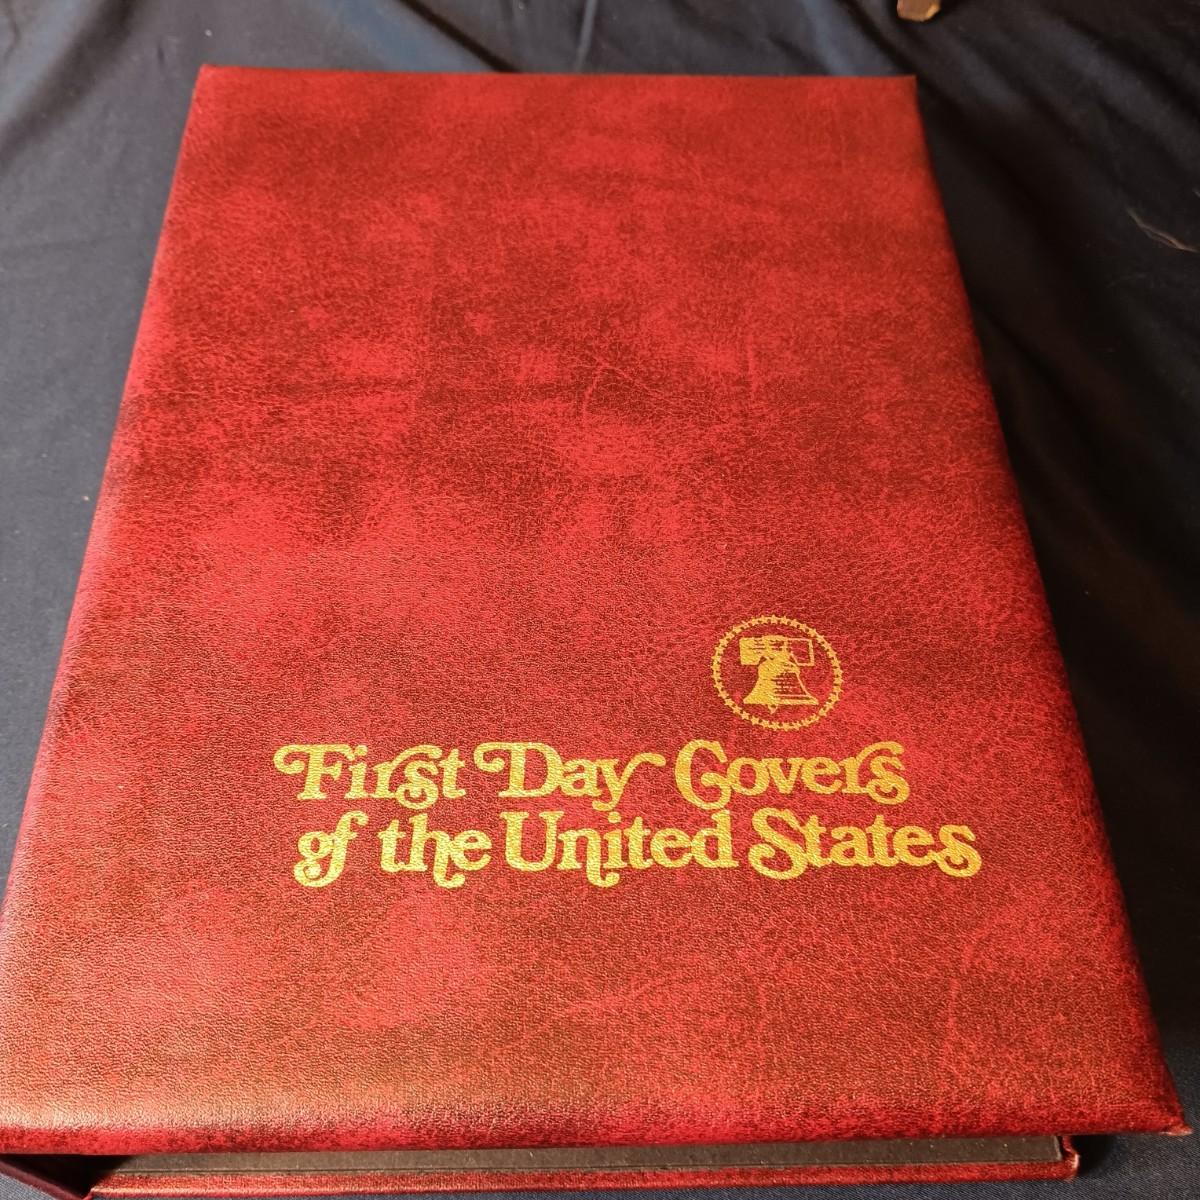 First Day Covers
of the United States